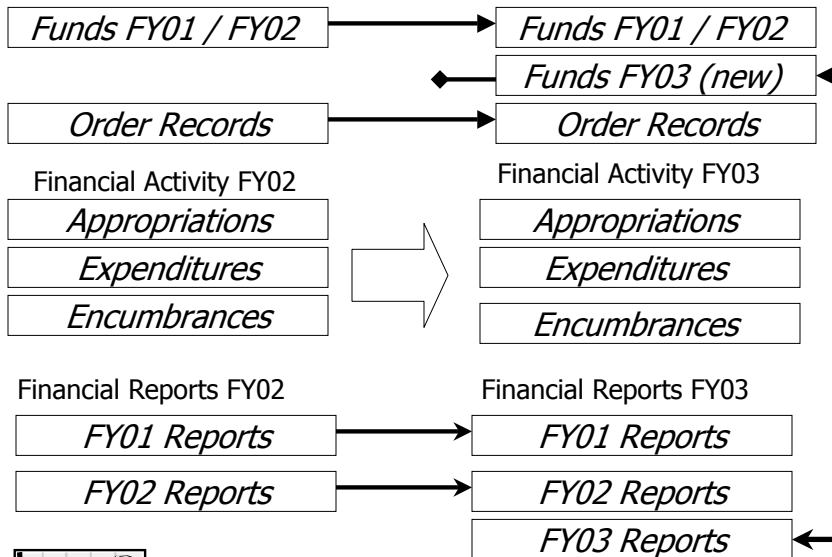 Funds FY01 / FY02
Funds FY01 / FY02
Funds FY03 (new)
Order Records
Order Records
Financial Activity FY02
Financial Activity FY03
Appropriations
Appropriations
Expenditures
Expenditures
Encumbrances
Encumbrances
Financial Reports FY02
Financial Reports FY03
FY01 Reports
FY01 Reports
FY02 Reports
FY02 Reports
FY03 Reports